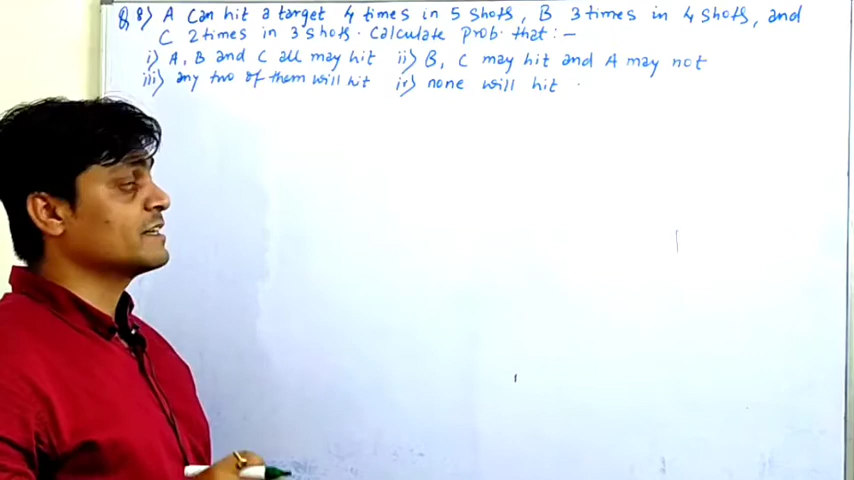 Q 8) A can hit a target 4 times in 5 shots, B 3 times in 4 shots, and
C 2 times in 3 shots. Calculate Prob. that :-
i) A, B and C all may hit ii) B, C may hit and A may not
iii) any two of them will hit iv) none will hit .